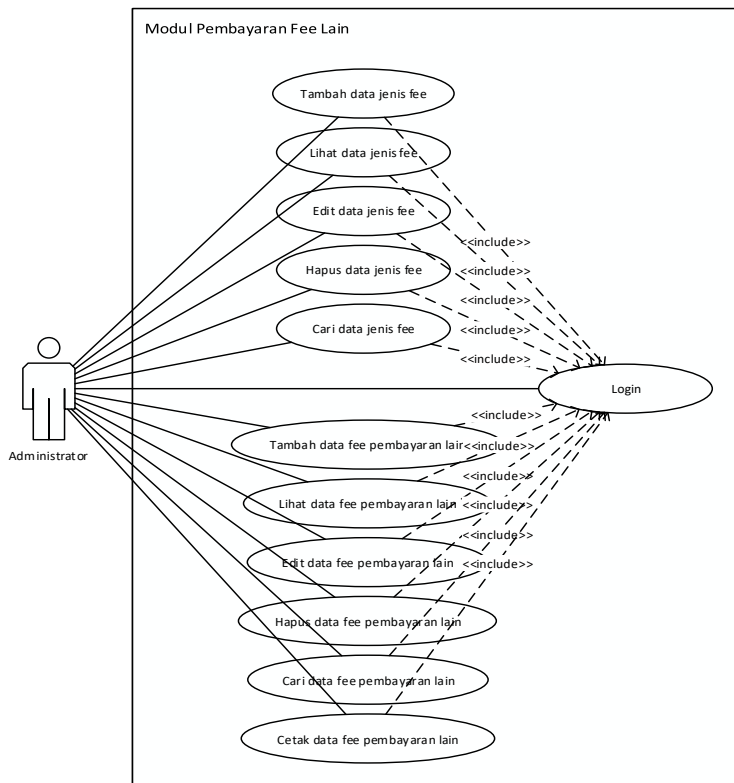 Modul Pembayaran Fee Lain
Tambah data jenis fee
Lihat data jenis fee
Edit data jenis fee
<<include>>
Hapus data jenis fee
<<include>>
<<include>>
Cari data jenis fee
<<include>>
<<include>>
Login
Administrator
<<include>>
Tambah data fee pembayaran lain
<<include>>
<<include>>
Lihat data fee pembayaran lain
<<include>>
<<include>>
Edit data fee pembayaran lain
<<include>>
Hapus data fee pembayaran lain
Cari data fee pembayaran lain
Cetak data fee pembayaran lain